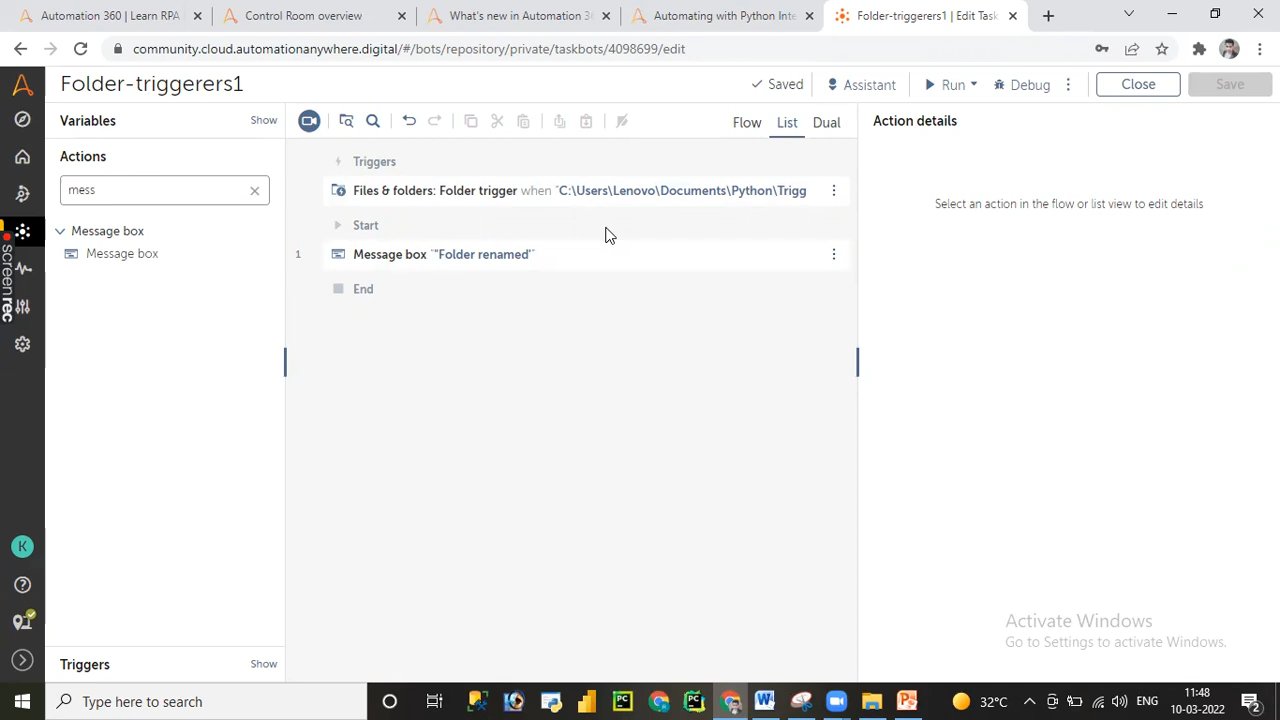 Automation 360 | Learn RPA
Control Room overview
What's new in Automation 3
Automating with Python Inte
Folder-triggerers1 | Edit Task
community.cloud.automationanywhere.digital/#/bots/repository/private/taskbots/4098699/edit
Folder-triggerers1
Saved
Assistant
Run
Debug
Close
Save
Variables
Show
Flow
List
Dual
Action details
Actions
Triggers
mess
Files & folders: Folder trigger when "C:\Users\Lenovo\Documents\Python\Trigg
Select an action in the flow or list view to edit details
Start
Message box
Message box
1
Message box ""Folder renamed""
End
screenrec
K
Activate Windows
Go to Settings to activate Windows.
Triggers
Show
Type here to search
32°C
ENG
11:48
10-03-2022
2